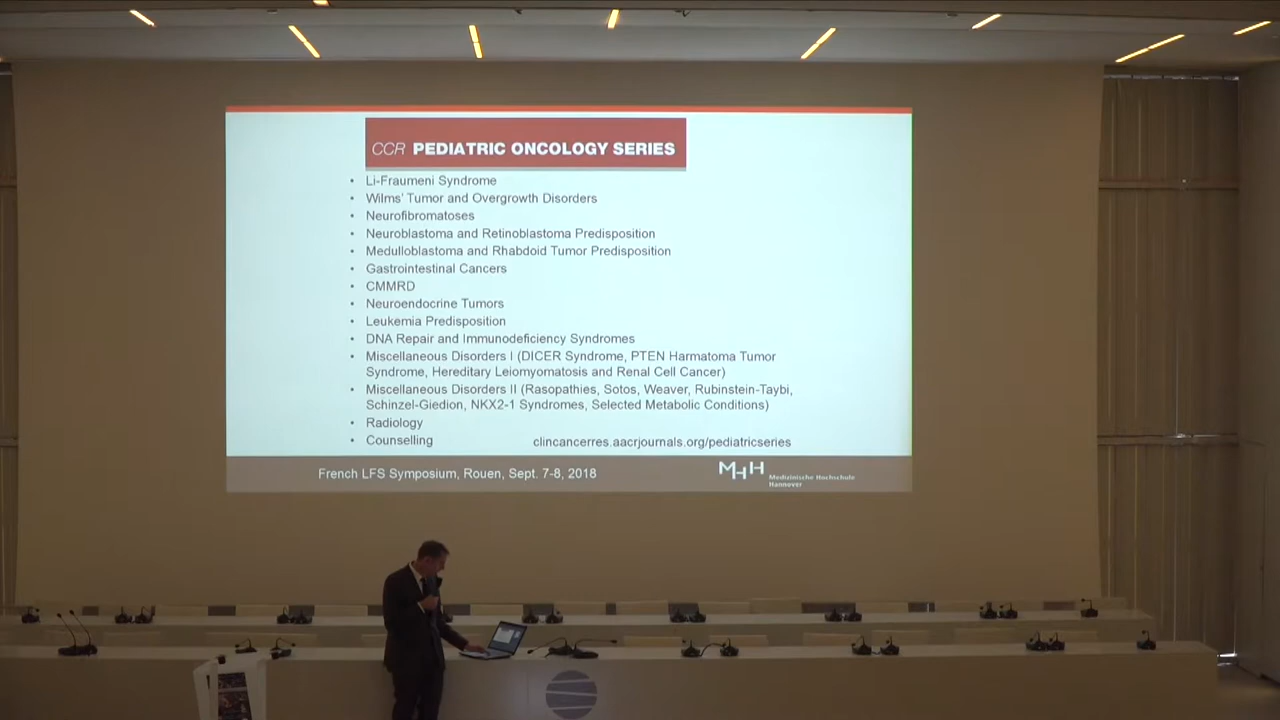 CCR PEDIATRIC ONCOLOGY SERIES
• Li-Fraumeni Syndrome
• Wilms' Tumor and Overgrowth Disorders
• Neurofibromatoses
• Neuroblastoma and Retinoblastoma Predisposition
• Medulloblastoma and Rhabdoid Tumor Predisposition
• Gastrointestinal Cancers
• CMMRD
• Neuroendocrine Tumors
• Leukemia Predisposition
• DNA Repair and Immunodeficiency Syndromes
• Miscellaneous Disorders I (DICER Syndrome, PTEN Harmatoma Tumor
Syndrome, Hereditary Leiomyomatosis and Renal Cell Cancer)
• Miscellaneous Disorders II (Rasopathies, Sotos, Weaver, Rubinstein-Taybi,
Schinzel-Giedion, NKX2-1 Syndromes, Selected Metabolic Conditions)
• Radiology
• Counselling
clincancerres.aacrjournals.org/pediatricseries
French LFS Symposium, Rouen, Sept. 7-8, 2018
MHH
Medizinische Hochschule
Hannover